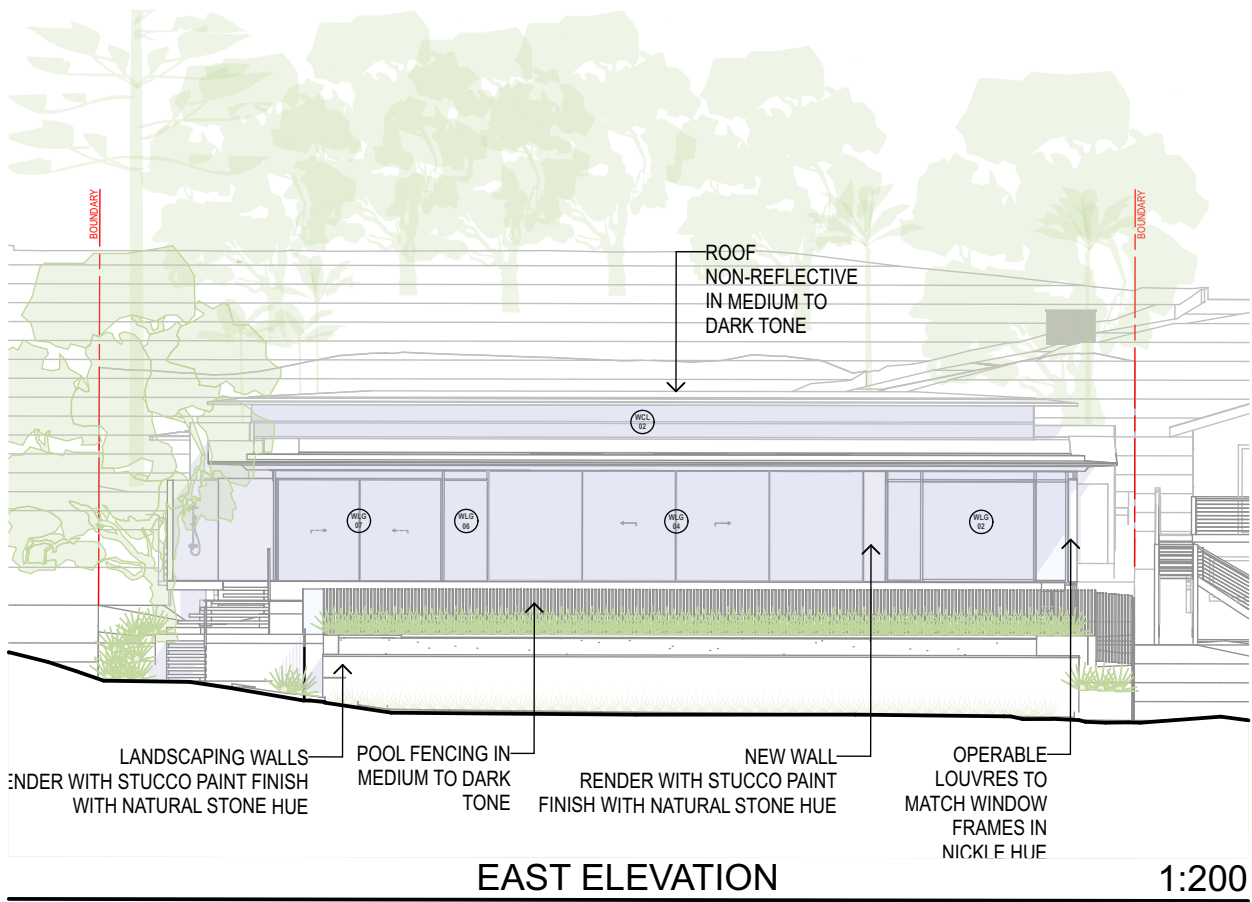 BOUNDARY
BOUNDARY
ROOF
NON-REFLECTIVE
IN MEDIUM TO
DARK TONE
WCL
02
WLG
07
WLG
06
WLG
04
WLG
02
LANDSCAPING WALLS
ENDER WITH STUCCO PAINT FINISH
WITH NATURAL STONE HUE
POOL FENCING IN
MEDIUM TO DARK
TONE
NEW WALL
RENDER WITH STUCCO PAINT
FINISH WITH NATURAL STONE HUE
OPERABLE
LOUVRES TO
MATCH WINDOW
FRAMES IN
NICKLE HUE
EAST ELEVATION
1:200